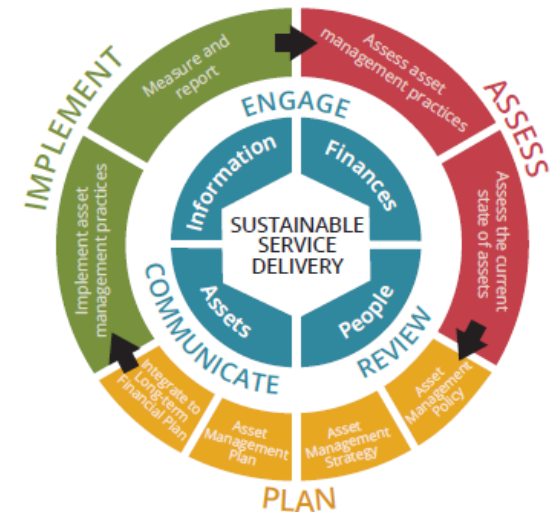 IMPLEMENT
Measure and
report
Assess asset
management practices
ASSESS
ENGAGE
Information
Finances
SUSTAINABLE
SERVICE
DELIVERY
Implement asset
management practices
Assess the current
state of assets
Assets
People
COMMUNICATE
REVIEW
Integrate to
Long-term
Financial Plan
Asset
Management
Plan
Asset
Management
Strategy
Asset
Management
Policy
PLAN